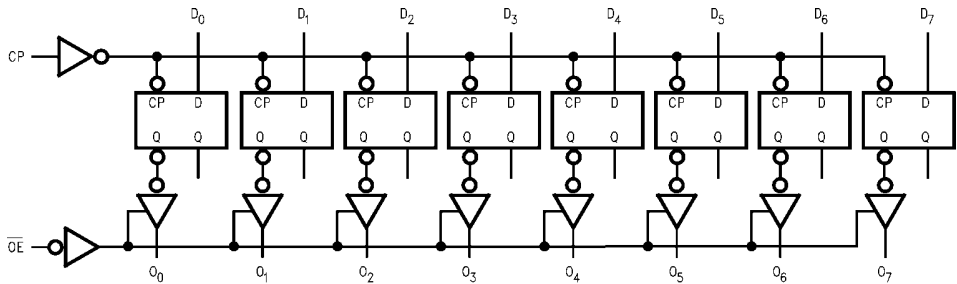 D0 D1 D2 D3 D4 D5 D6 D7
CP
CP D CP D CP D CP D CP D CP D CP D CP D
Q Q Q Q Q Q Q Q Q Q Q Q Q Q Q Q
O̅E̅
O0 O1 O2 O3 O4 O5 O6 O7